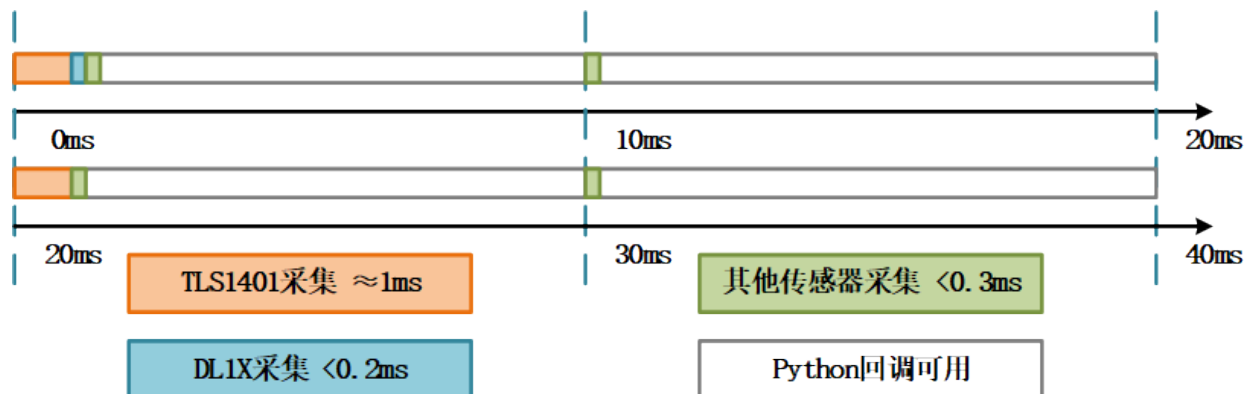 0ms
10ms
20ms
20ms
30ms
40ms
TLS1401采集 ≈1ms
其他传感器采集 <0.3ms
DL1X采集 <0.2ms
Python回调可用